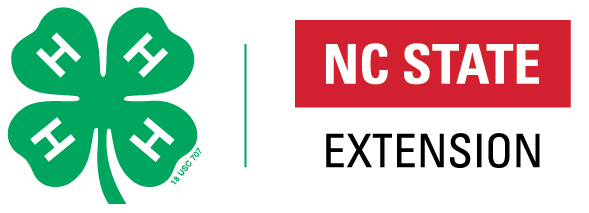 H H
H H
18 USC 707
NC STATE
EXTENSION